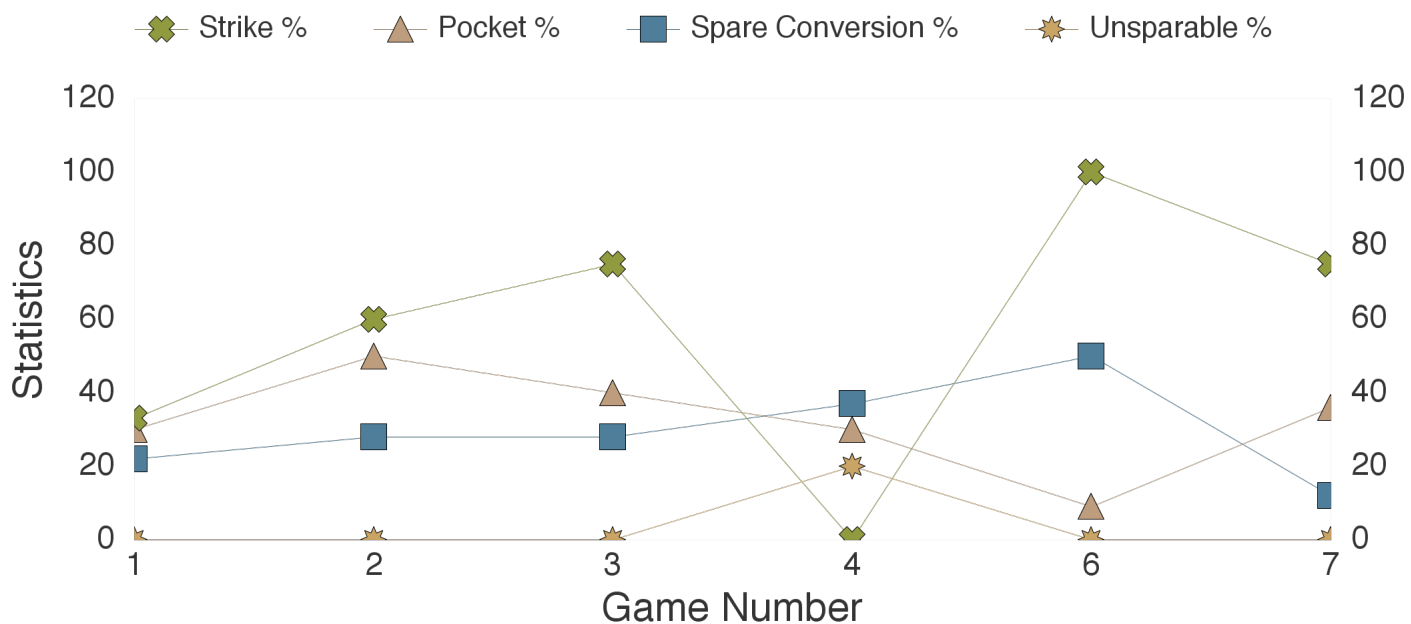 Strike % Pocket % Spare Conversion % Unsparable %
120 120
100 100
80 80
60 60
40 40
20 20
0 0
Statistics
1 2 3 4 6 7
Game Number